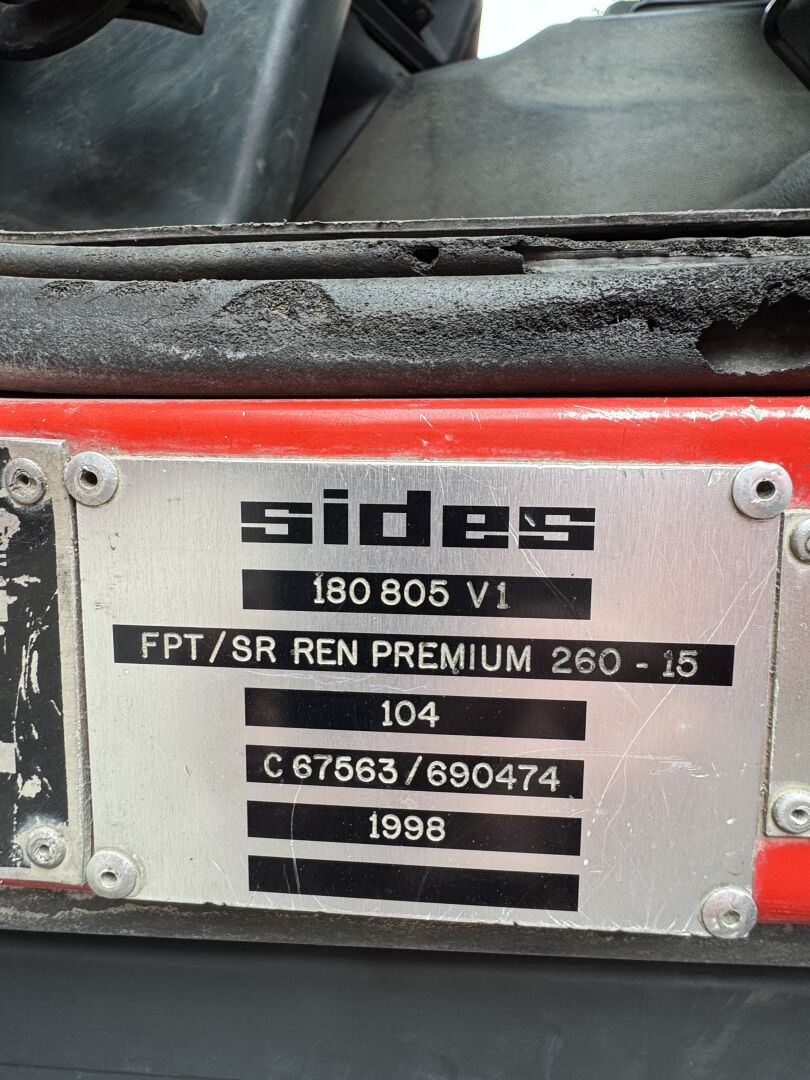 sides
180 805 V1
FPT/SR REN PREMIUM 260 - 15
104
C 67563/690474
1998